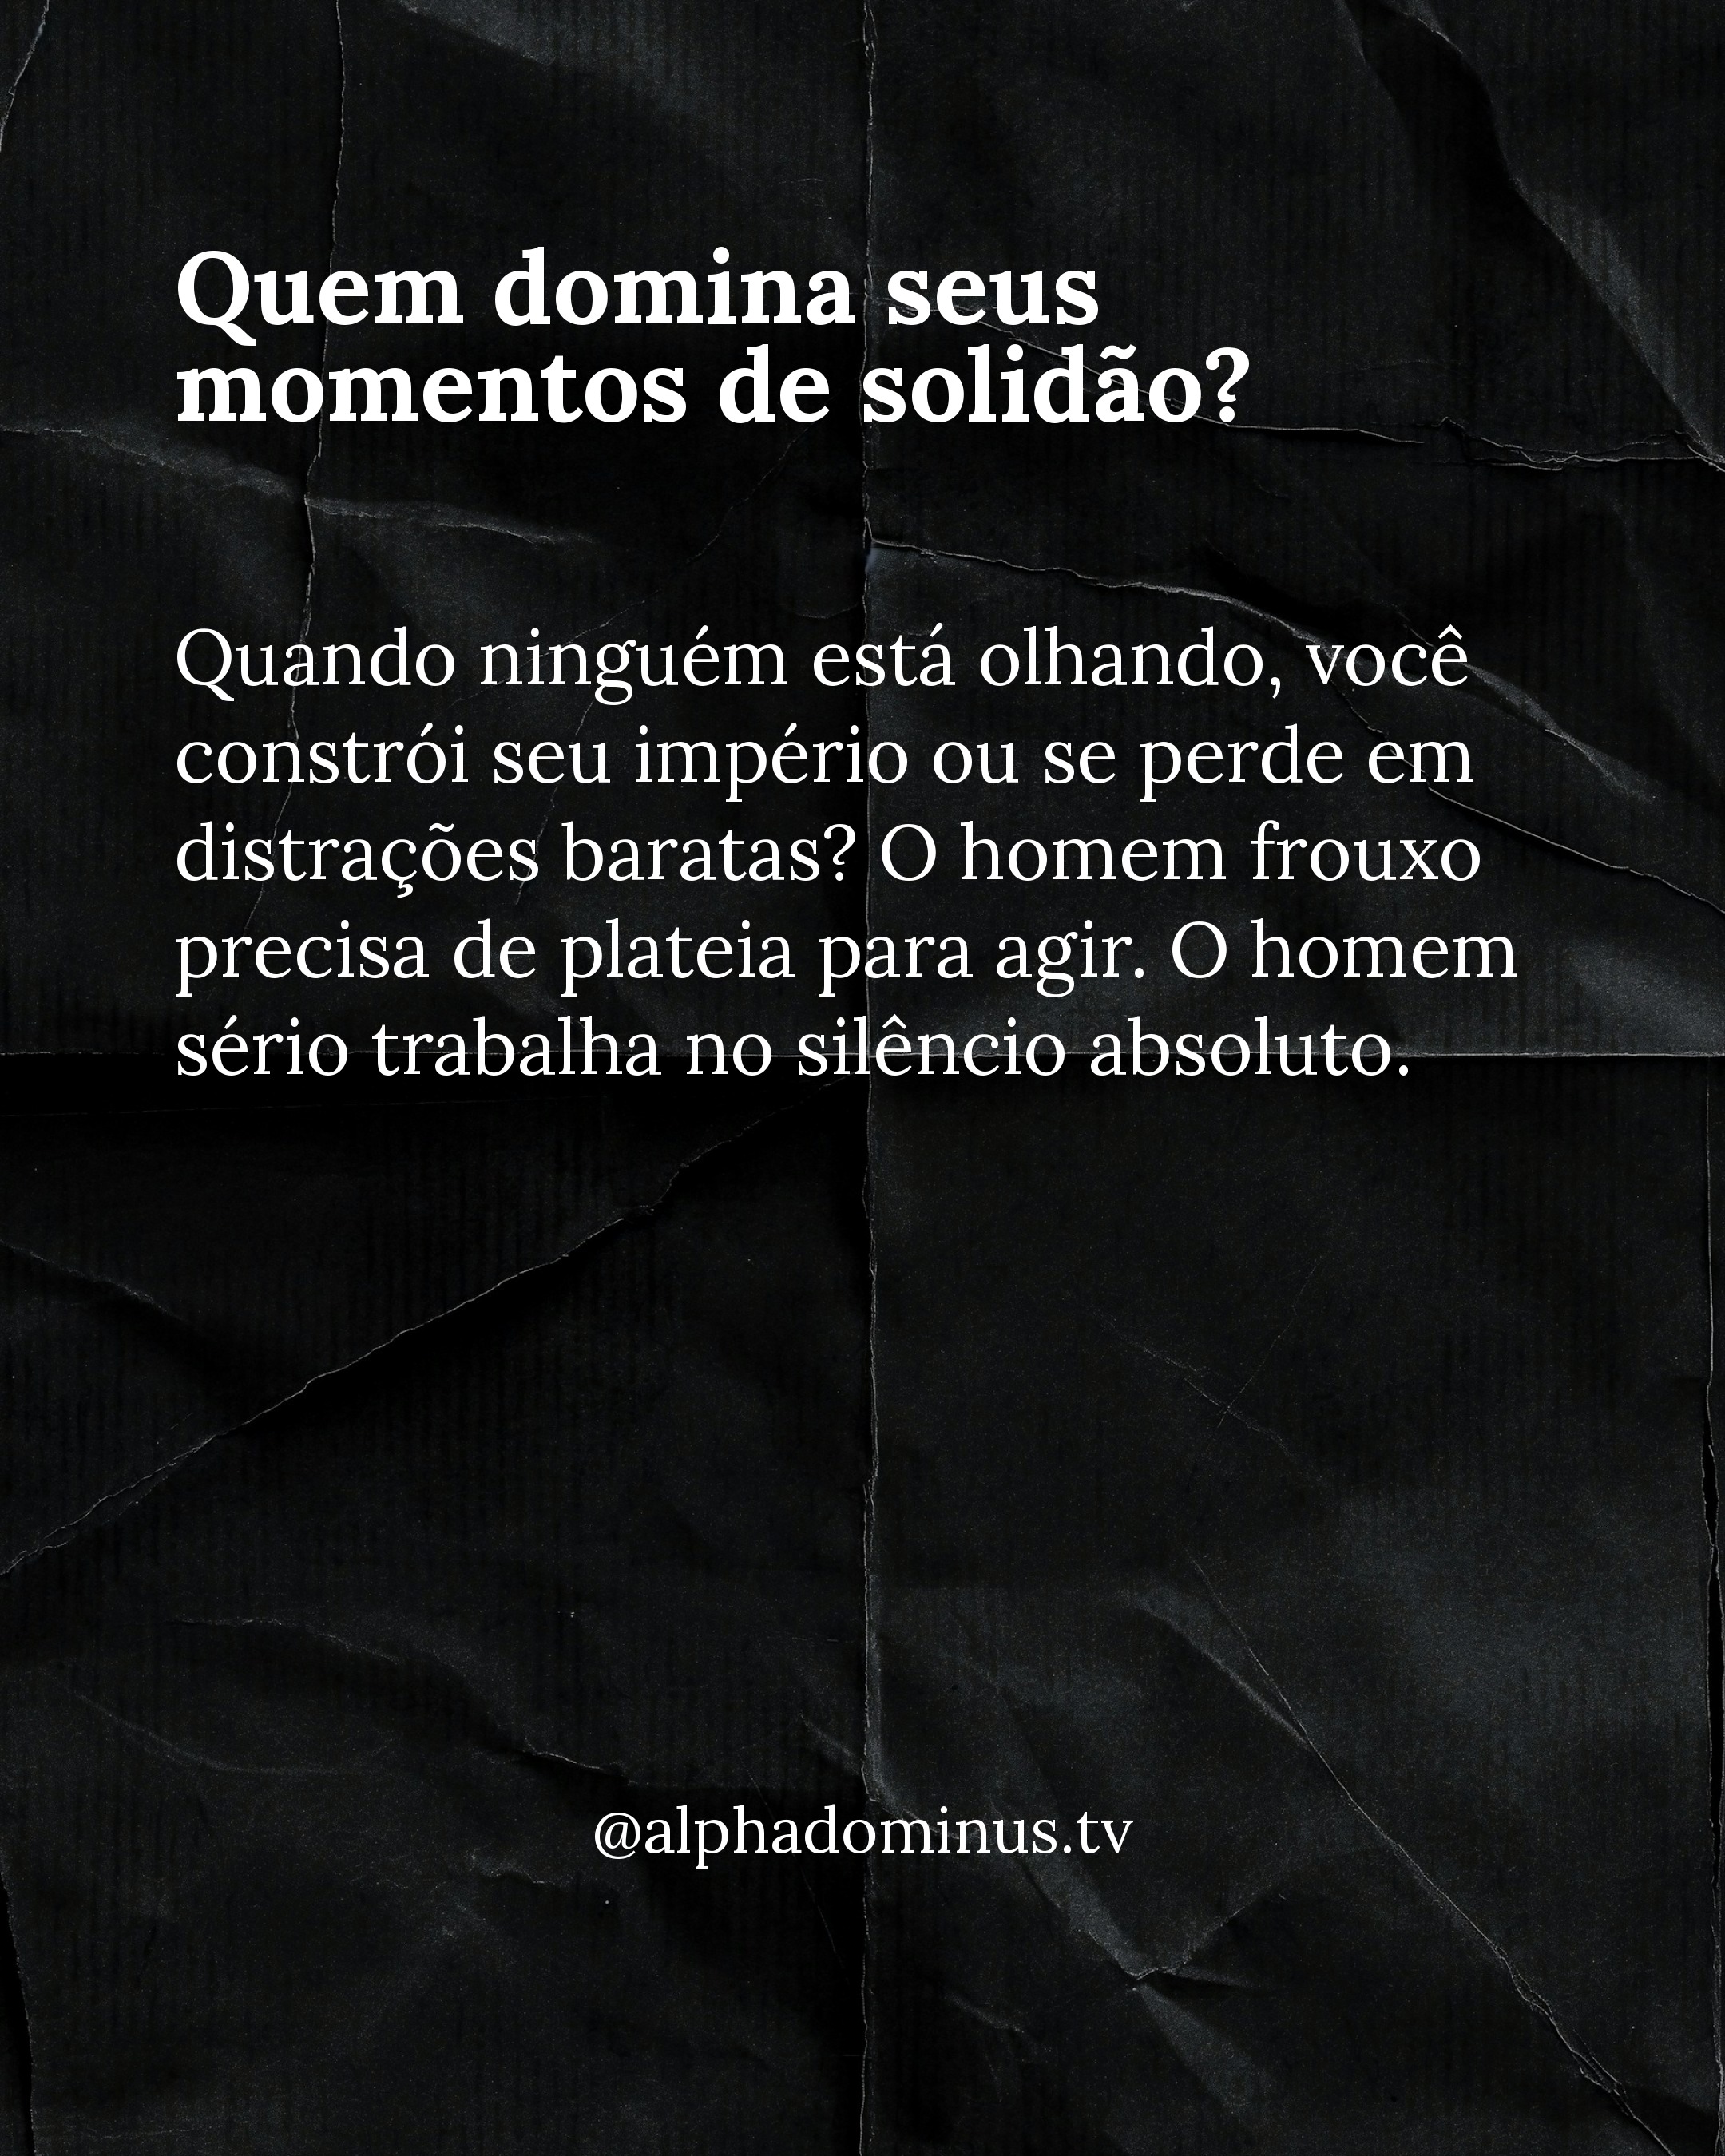 Quem domina seus
momentos de solidão?
Quando ninguém está olhando, você
constrói seu império ou se perde em
distrações baratas? O homem frouxo
precisa de plateia para agir. O homem
sério trabalha no silêncio absoluto.
@alphadominus.tv